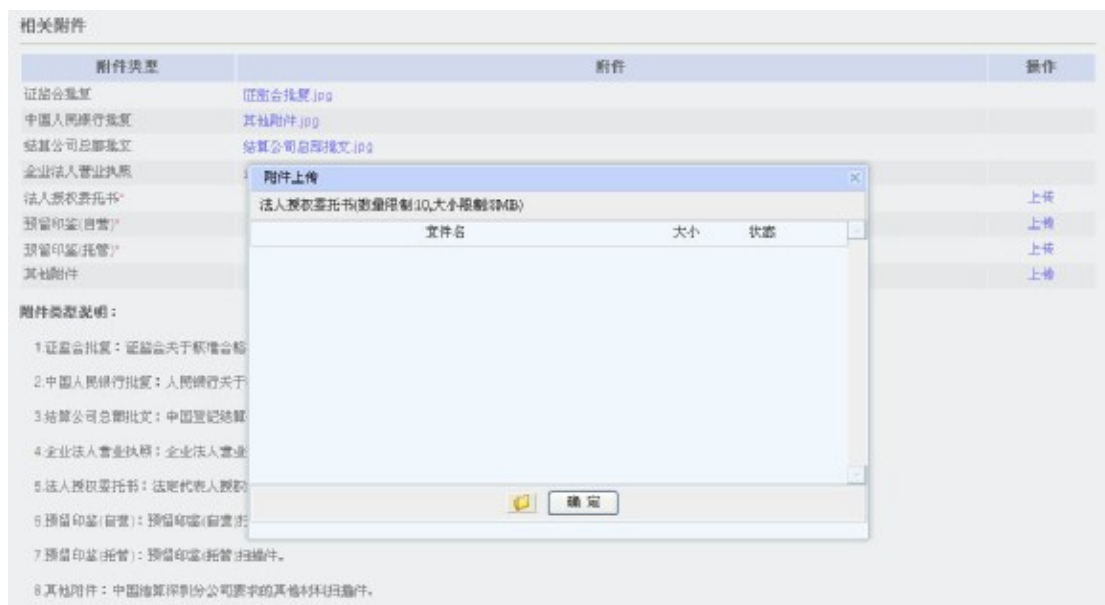 相关附件
附件类型 附件 操作
证监会批复 证监会批复.jpg
中国人民银行批复 其他附件.jpg
结算公司总部批文 结算公司总部批文.jpg
企业法人营业执照
法人授权委托书* 上传
预留印鉴(自营)* 上传
预留印鉴(托管)* 上传
其他附件 上传
附件上传
法人授权委托书(数量限制:10,大小限制:8MB)
文件名 大小 状态
确定
附件类型说明：
1.证监会批复：证监会关于核准合格
2.中国人民银行批复：人民银行关于
3.结算公司总部批文：中国登记结算
4.企业法人营业执照：企业法人营业
5.法人授权委托书：法定代表人授权
6.预留印鉴(自营)：预留印鉴(自营)扫
7.预留印鉴(托管)：预留印鉴(托管)扫描件。
8.其他附件：中国结算深圳分公司要求的其他材料扫描件。